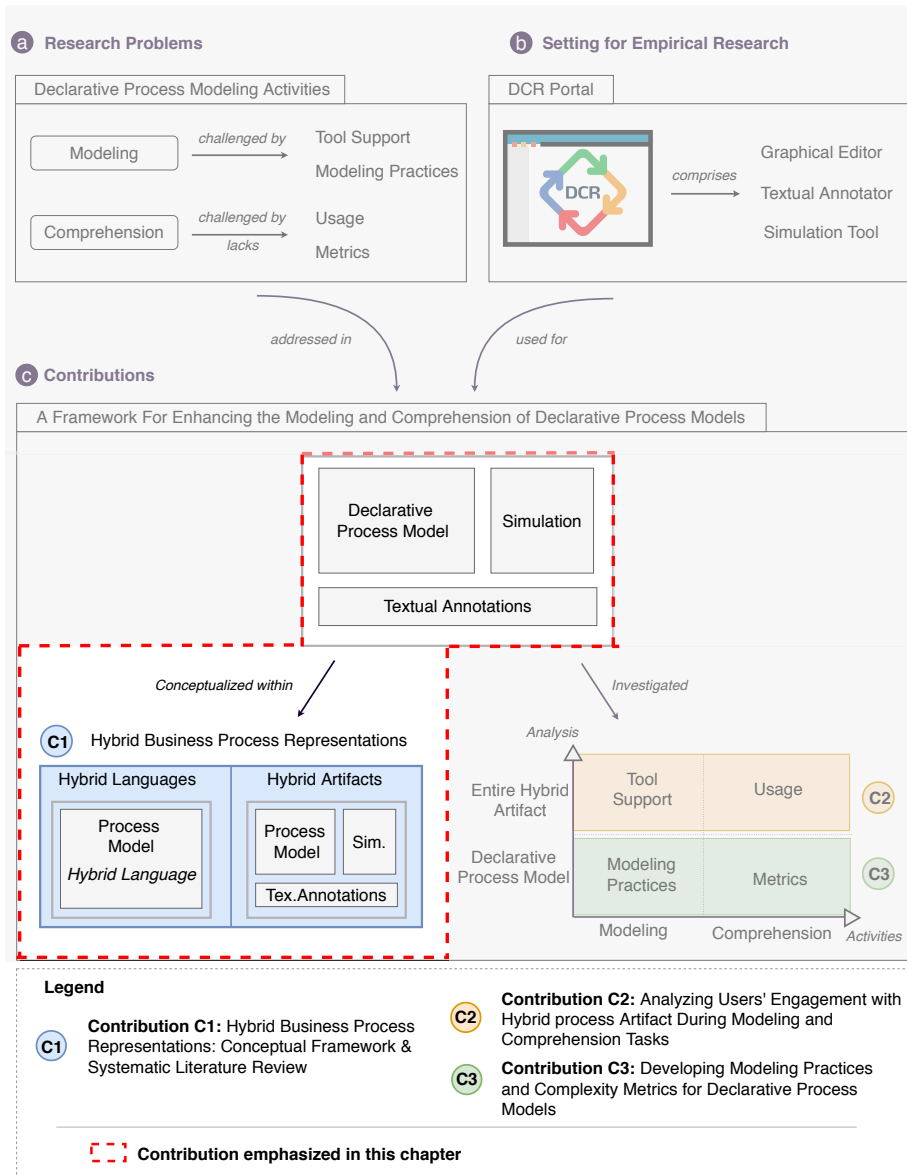 a Research Problems
Declarative Process Modeling Activities
Modeling
challenged by
Tool Support
Modeling Practices
Comprehension
challenged by
lacks
Usage
Metrics
b Setting for Empirical Research
DCR Portal
DCR
comprises
Graphical Editor
Textual Annotator
Simulation Tool
addressed in
used for
c Contributions
A Framework For Enhancing the Modeling and Comprehension of Declarative Process Models
Declarative
Process Model
Simulation
Textual Annotations
Conceptualized within
Investigated
C1 Hybrid Business Process Representations
Hybrid Languages
Process
Model
Hybrid Language
Hybrid Artifacts
Process
Model
Sim.
Tex.Annotations
Analysis
Entire Hybrid
Artifact
Tool
Support
Usage
C2
Declarative
Process Model
Modeling
Practices
Metrics
C3
Modeling
Comprehension
Activities
Legend
C1
Contribution C1: Hybrid Business Process
Representations: Conceptual Framework &
Systematic Literature Review
C2
Contribution C2: Analyzing Users' Engagement with
Hybrid process Artifact During Modeling and
Comprehension Tasks
C3
Contribution C3: Developing Modeling Practices
and Complexity Metrics for Declarative Process
Models
Contribution emphasized in this chapter